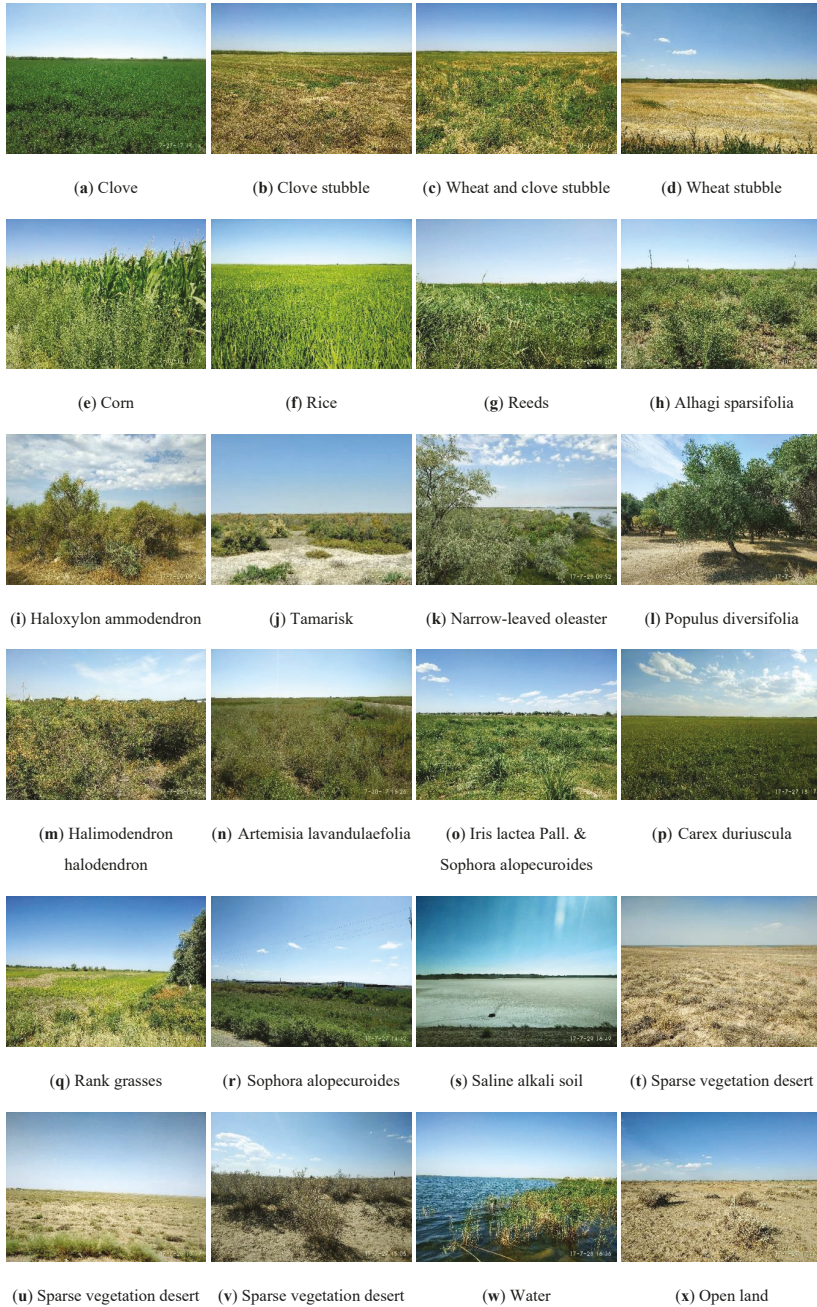 (a) Clove
(b) Clove stubble
(c) Wheat and clove stubble
(d) Wheat stubble
(e) Corn
(f) Rice
(g) Reeds
(h) Alhagi sparsifolia
(i) Haloxylon ammodendron
(j) Tamarisk
(k) Narrow-leaved oleaster
(l) Populus diversifolia
(m) Halimodendron
halodendron
(n) Artemisia lavandulaefolia
(o) Iris lactea Pall. &
Sophora alopecuroides
(p) Carex duriuscula
(q) Rank grasses
(r) Sophora alopecuroides
(s) Saline alkali soil
(t) Sparse vegetation desert
(u) Sparse vegetation desert
(v) Sparse vegetation desert
(w) Water
(x) Open land